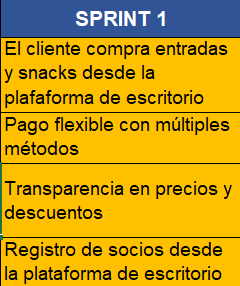 SPRINT 1
El cliente compra entradas
y snacks desde la
plafaforma de escritorio
Pago flexible con múltiples
métodos
Transparencia en precios y
descuentos
Registro de socios desde
la plataforma de escritorio